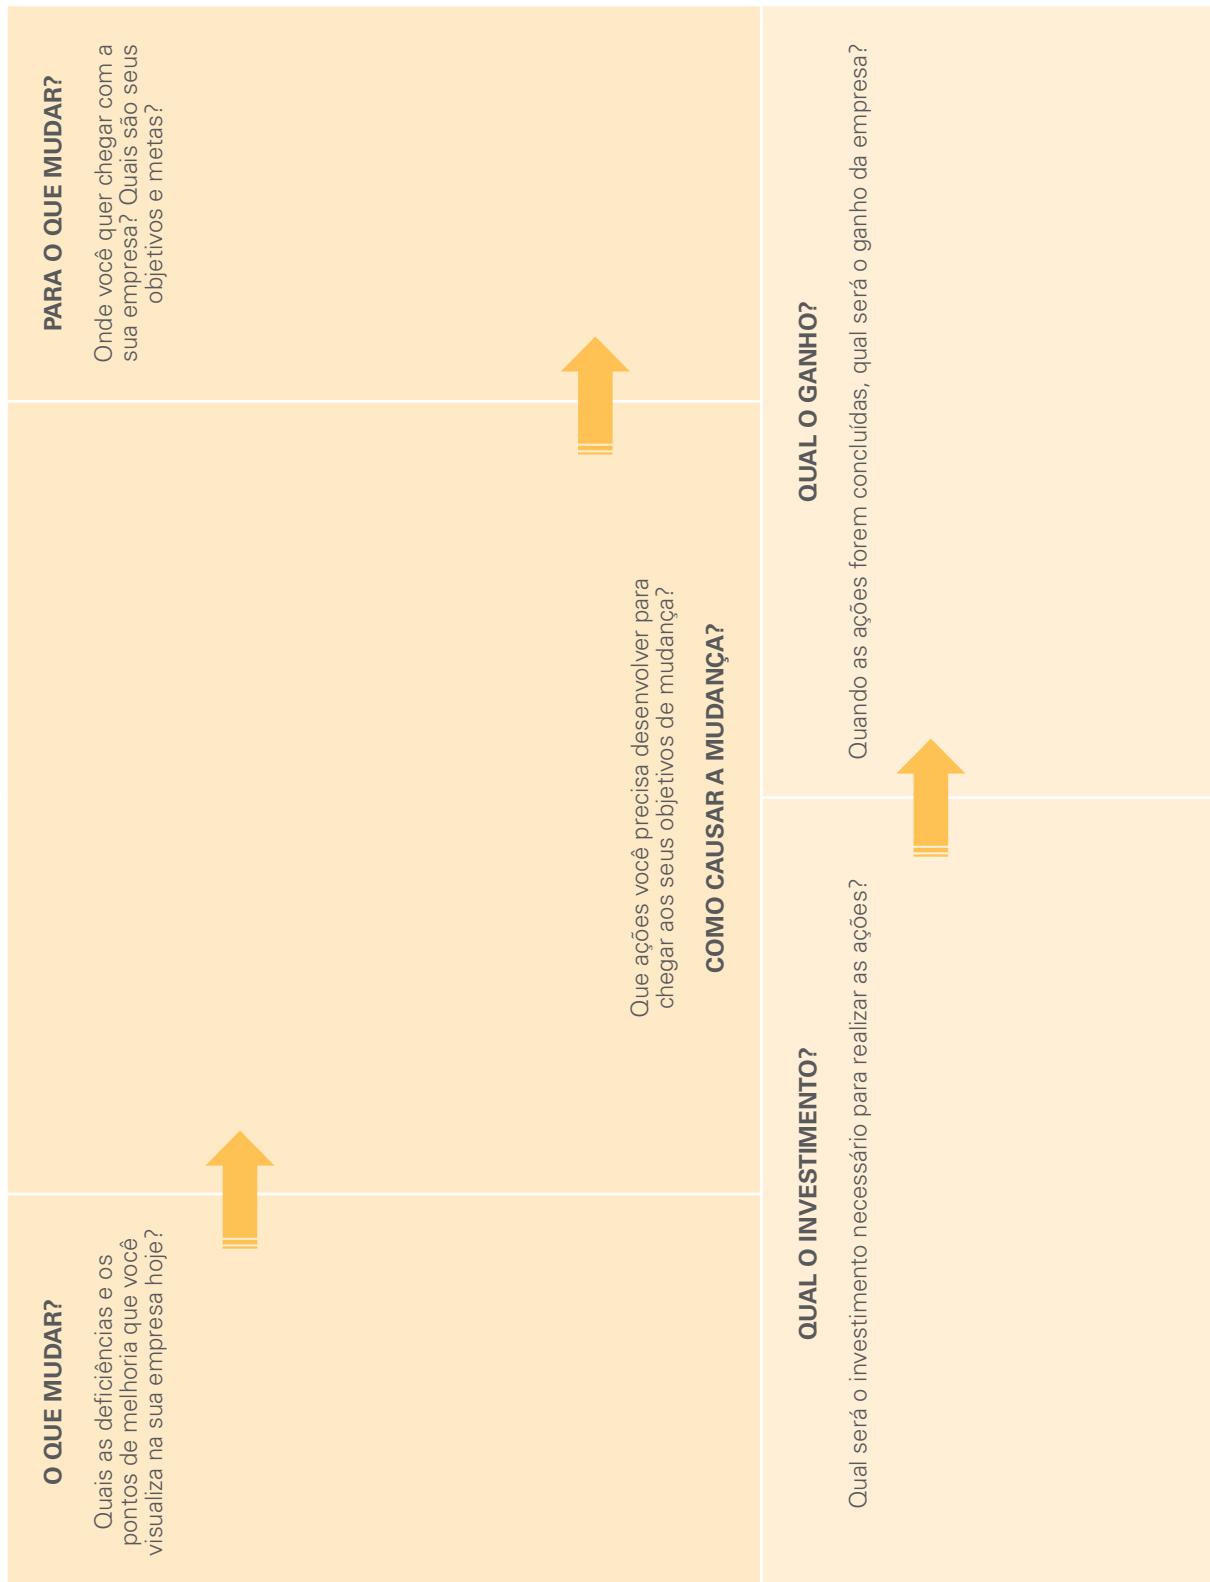 O QUE MUDAR?
Quais as deficiências e os
pontos de melhoria que você
visualiza na sua empresa hoje?
Que ações você precisa desenvolver para
chegar aos seus objetivos de mudança?
COMO CAUSAR A MUDANÇA?
PARA O QUE MUDAR?
Onde você quer chegar com a
sua empresa? Quais são seus
objetivos e metas?
QUAL O INVESTIMENTO?
Qual será o investimento necessário para realizar as ações?
QUAL O GANHO?
Quando as ações forem concluídas, qual será o ganho da empresa?